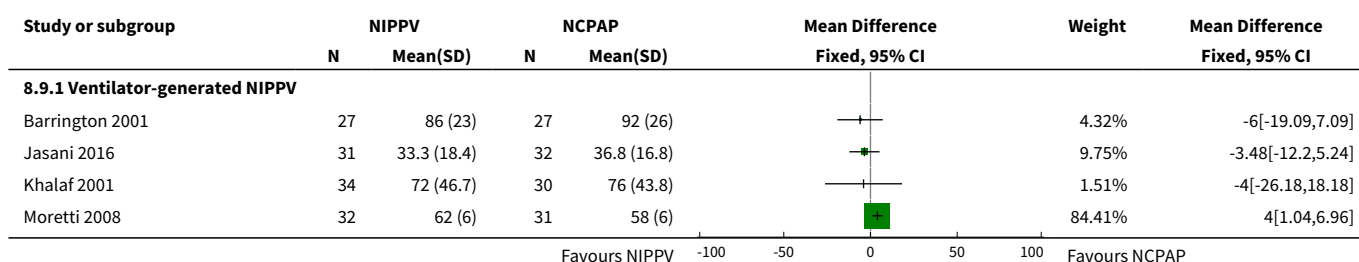 Study or subgroup NIPPV NCPAP Mean Difference Weight Mean Difference
N Mean(SD) N Mean(SD) Fixed, 95% CI Fixed, 95% CI
8.9.1 Ventilator-generated NIPPV
Barrington 2001 27 86 (23) 27 92 (26) 4.32% -6[-19.09,7.09]
Jasani 2016 31 33.3 (18.4) 32 36.8 (16.8) 9.75% -3.48[-12.2,5.24]
Khalaf 2001 34 72 (46.7) 30 76 (43.8) 1.51% -4[-26.18,18.18]
Moretti 2008 32 62 (6) 31 58 (6) 84.41% 4[1.04,6.96]
Favours NIPPV -100 -50 0 50 100 Favours NCPAP